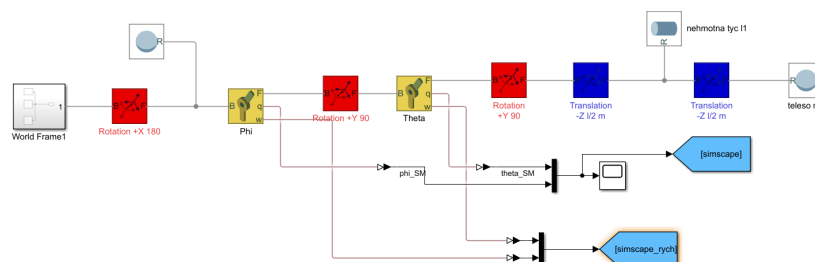 R
nehmotna tyc l1
R
1
B
F
B
F
q
w
B
F
B
F
q
w
B
F
B
F
B
F
R
World Frame1
Rotation +X 180
Phi
Rotation +Y 90
Theta
Rotation
+Y 90
Translation
-Z l/2 m
Translation
-Z l/2 m
teleso
phi_SM
theta_SM
[simscape]
[simscape_rych]